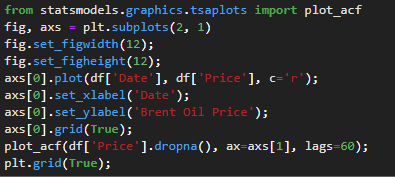 from statsmodels.graphics.tsaplots import plot_acf
fig, axs = plt.subplots(2, 1)
fig.set_figwidth(12);
fig.set_figheight(12);
axs[0].plot(df['Date'], df['Price'], c='r');
axs[0].set_xlabel('Date');
axs[0].set_ylabel('Brent Oil Price');
axs[0].grid(True);
plot_acf(df['Price'].dropna(), ax=axs[1], lags=60);
plt.grid(True);